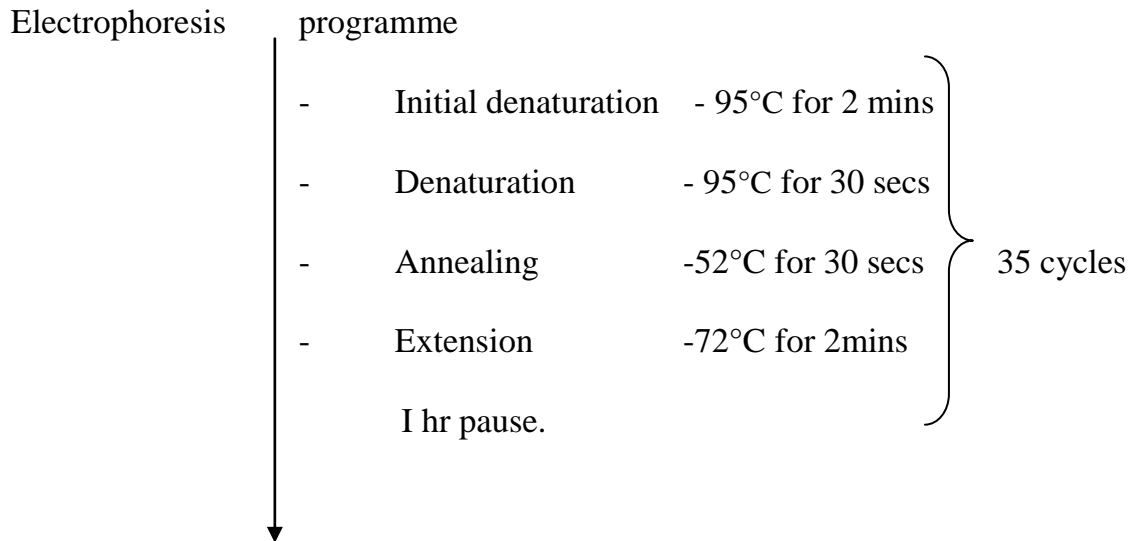 Electrophoresis programme
- Initial denaturation - 95°C for 2 mins
- Denaturation - 95°C for 30 secs
- Annealing -52°C for 30 secs 35 cycles
- Extension -72°C for 2mins
I hr pause.